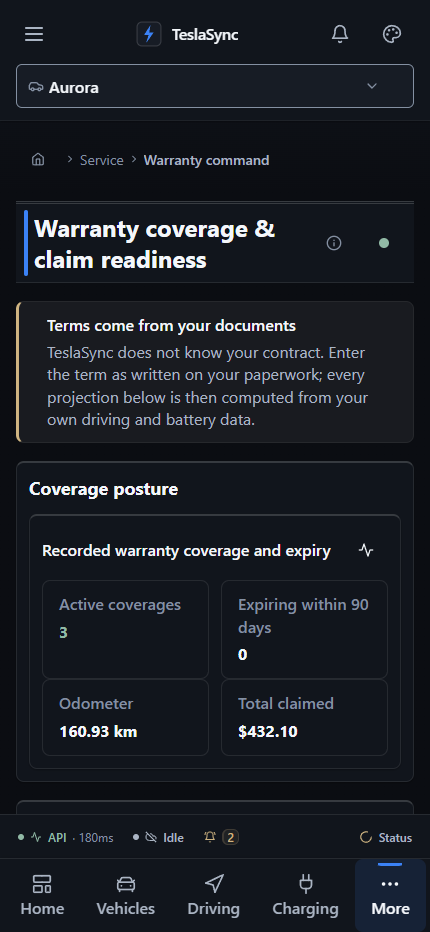 TeslaSync
Aurora
Service
Warranty command
Warranty coverage &
claim readiness
Terms come from your documents
TeslaSync does not know your contract. Enter
the term as written on your paperwork; every
projection below is then computed from your
own driving and battery data.
Coverage posture
Recorded warranty coverage and expiry
Active coverages
3
Expiring within 90
days
0
Odometer
160.93 km
Total claimed
$432.10
API · 180ms
Idle
2
Status
Home
Vehicles
Driving
Charging
More